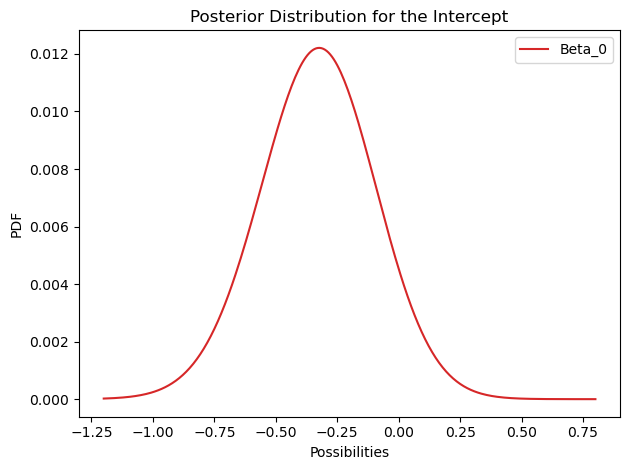 Posterior Distribution for the Intercept
Beta_0
PDF
0.012
0.010
0.008
0.006
0.004
0.002
0.000
−1.25 −1.00 −0.75 −0.50 −0.25 0.00 0.25 0.50 0.75
Possibilities